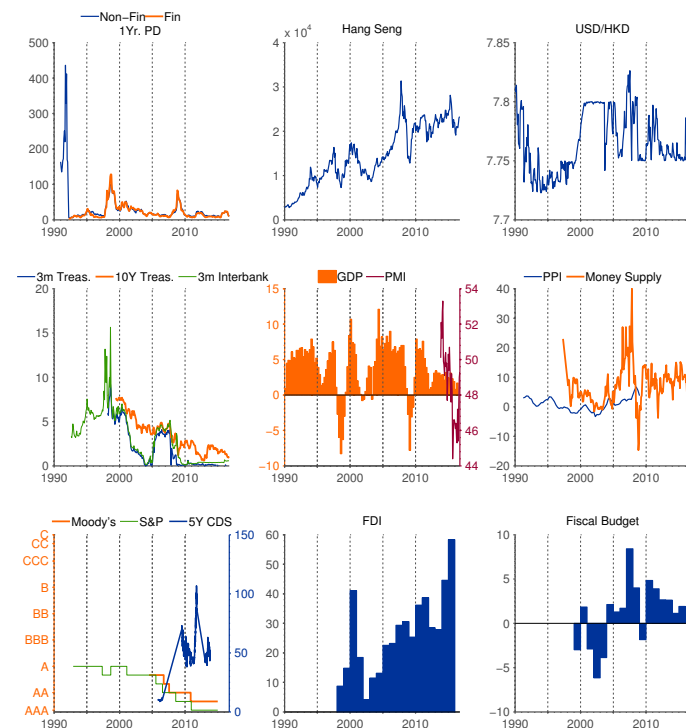 Non−Fin Fin
1Yr. PD
500
400
300
200
100
0
1990 2000 2010
Hang Seng
x 10^4
4
3
2
1
0
1990 2000 2010
USD/HKD
7.85
7.8
7.75
7.7
1990 2000 2010
3m Treas. 10Y Treas. 3m Interbank
20
15
10
5
0
1990 2000 2010
GDP PMI
15
10
5
0
−5
−10
54
52
50
48
46
44
1990 2000 2010
PPI Money Supply
40
30
20
10
0
−10
−20
1990 2000 2010
Moody's S&P 5Y CDS
C
CC
CCC
B
BB
BBB
A
AA
AAA
150
100
50
0
1990 2000 2010
FDI
60
50
40
30
20
10
0
1990 2000 2010
Fiscal Budget
10
5
0
−5
−10
1990 2000 2010